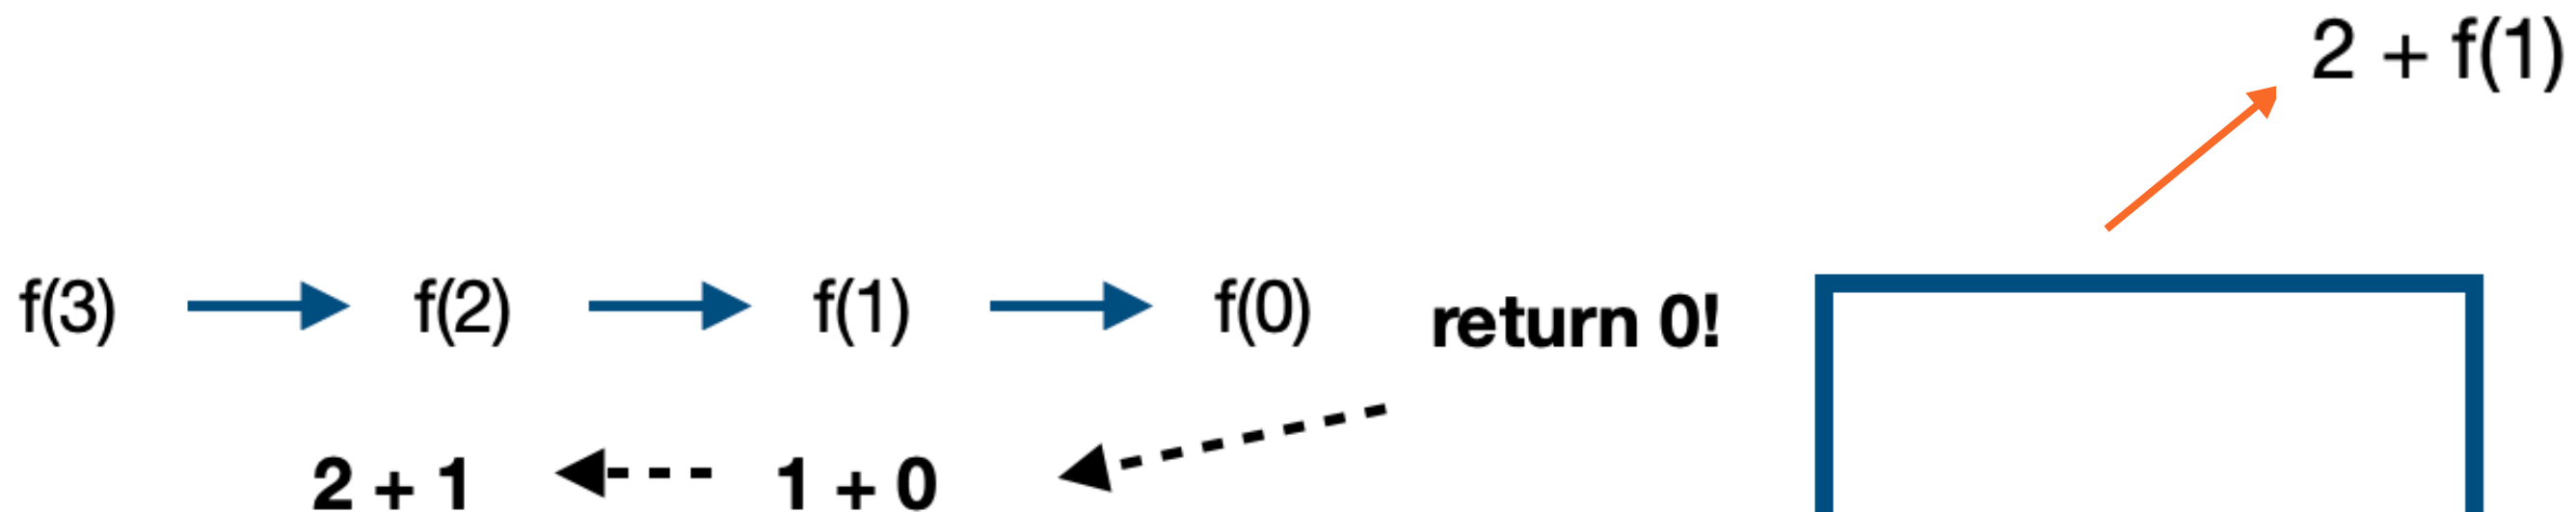 2 + f(1)
f(3) f(2) f(1) f(0) return 0!
2 + 1 1 + 0